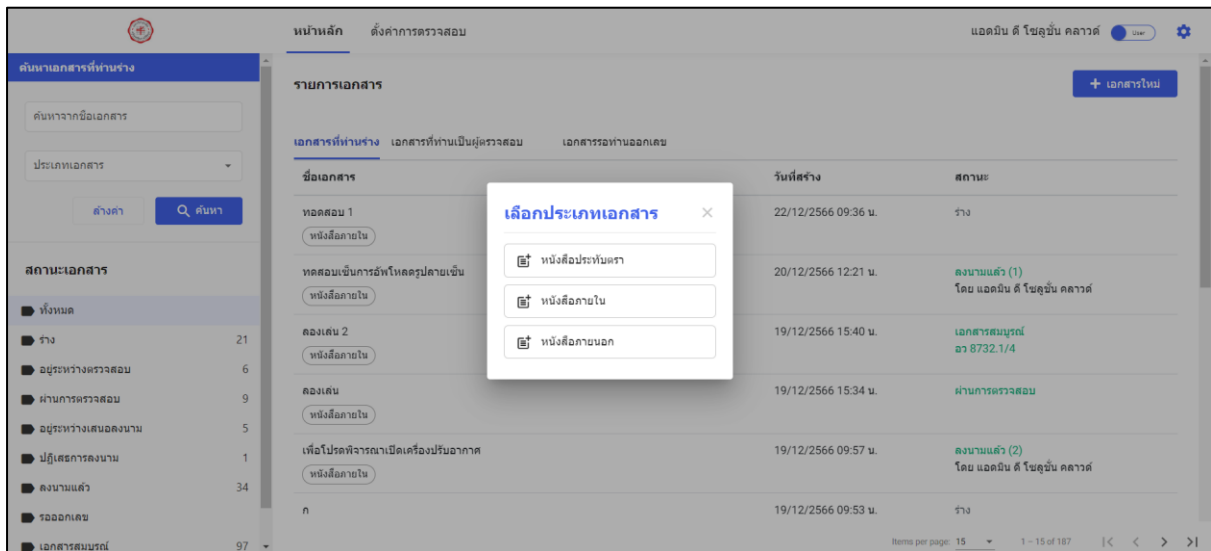 หน้าหลัก ตั้งค่าการตรวจสอบ แอดมิน ดี โซลูชั่น คลาวด์ User
ค้นหาเอกสารที่ท่านร่าง
ค้นหาจากชื่อเอกสาร
ประเภทเอกสาร
ล้างค่า ค้นหา
สถานะเอกสาร
ทั้งหมด
ร่าง 21
อยู่ระหว่างตรวจสอบ 6
ผ่านการตรวจสอบ 9
อยู่ระหว่างเสนอลงนาม 5
ปฏิเสธการลงนาม 1
ลงนามแล้ว 34
รอออกเลข
เอกสารสมบูรณ์ 97
รายการเอกสาร
+ เอกสารใหม่
เอกสารที่ท่านร่าง เอกสารที่ท่านเป็นผู้ตรวจสอบ เอกสารรอท่านออกเลข
ชื่อเอกสาร วันที่สร้าง สถานะ
ทอดสอบ 1 22/12/2566 09:36 น. ร่าง
หนังสือภายใน
ทดสอบเซ็นการอัพโหลดรูปลายเซ็น 20/12/2566 12:21 น. ลงนามแล้ว (1)
หนังสือภายใน โดย แอดมิน ดี โซลูชั่น คลาวด์
ลองเล่น 2 19/12/2566 15:40 น. เอกสารสมบูรณ์
หนังสือภายใน อว 8732.1/4
ลองเล่น 19/12/2566 15:34 น. ผ่านการตรวจสอบ
หนังสือภายใน
เพื่อโปรดพิจารณาเปิดเครื่องปรับอากาศ 19/12/2566 09:57 น. ลงนามแล้ว (2)
หนังสือภายใน โดย แอดมิน ดี โซลูชั่น คลาวด์
ก 19/12/2566 09:53 น. ร่าง
Items per page: 15 1 – 15 of 187
เลือกประเภทเอกสาร
หนังสือประทับตรา
หนังสือภายใน
หนังสือภายนอก